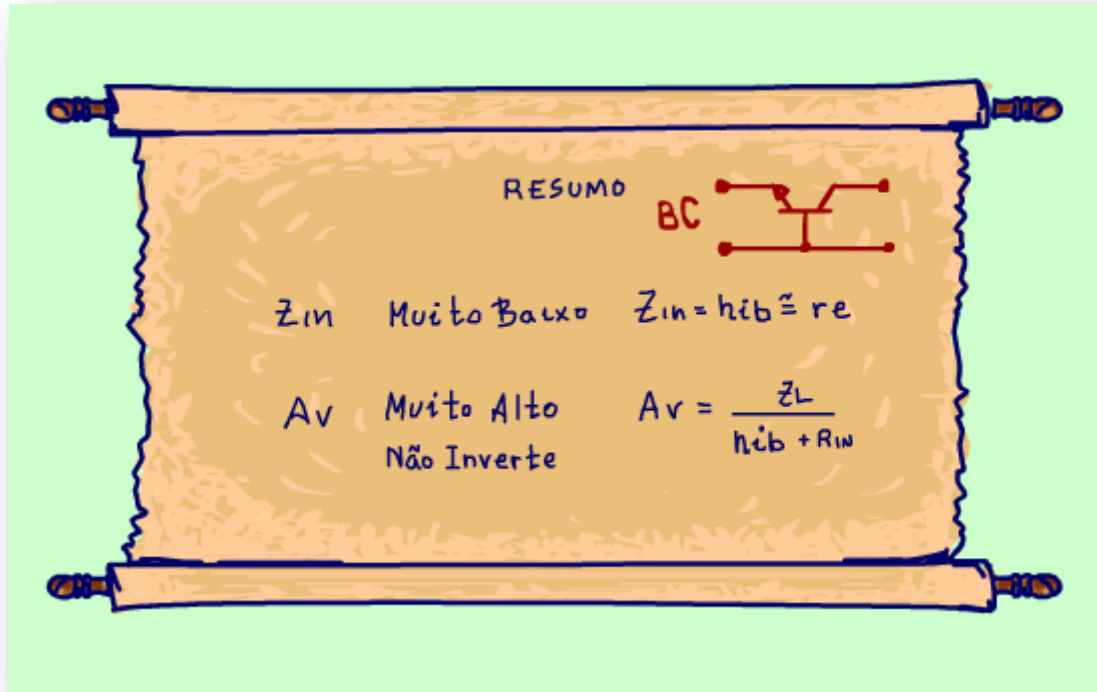 RESUMO
BC
Zin Muito Baixo Zin = hib ≅ re
Av Muito Alto Av = ZL / hib + RIN
Não Inverte